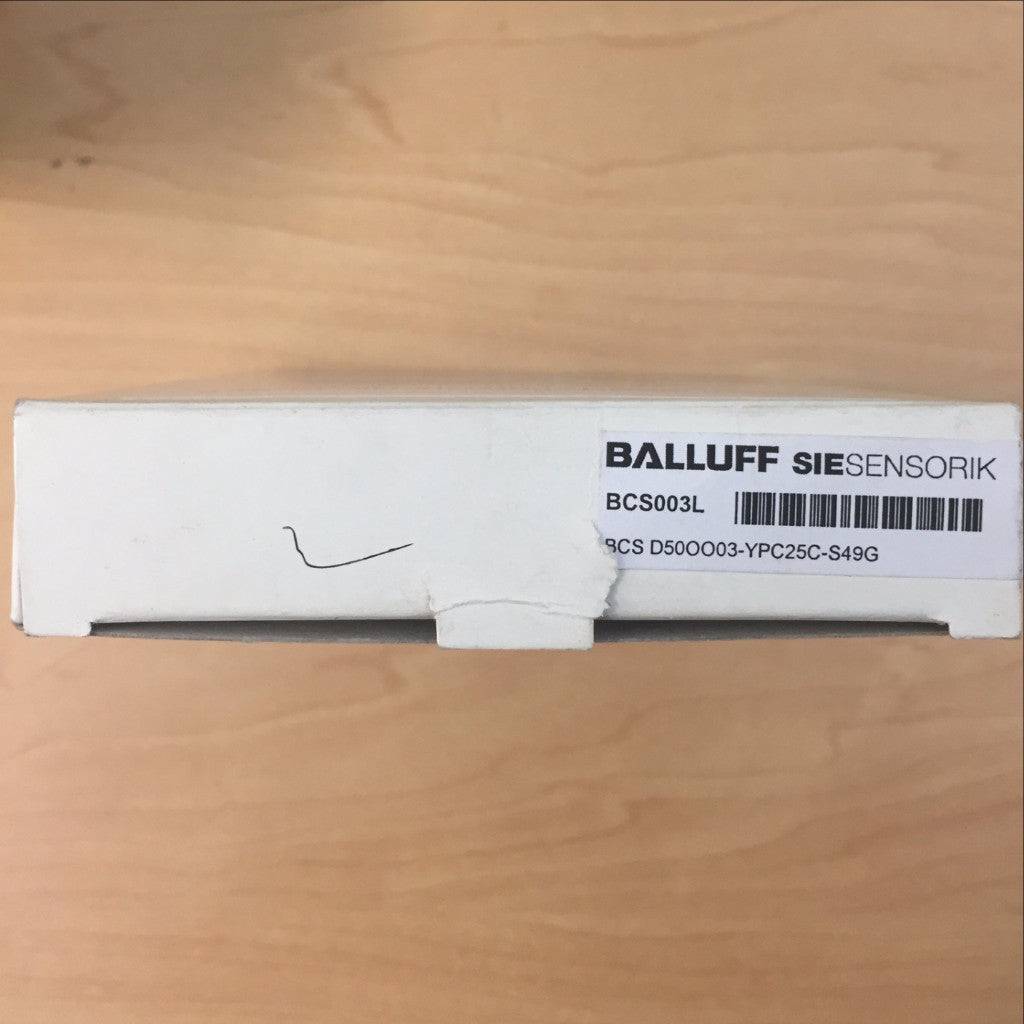 BALLUFF SIESENSORIK
BCS003L
BCS D50OO03-YPC25C-S49G